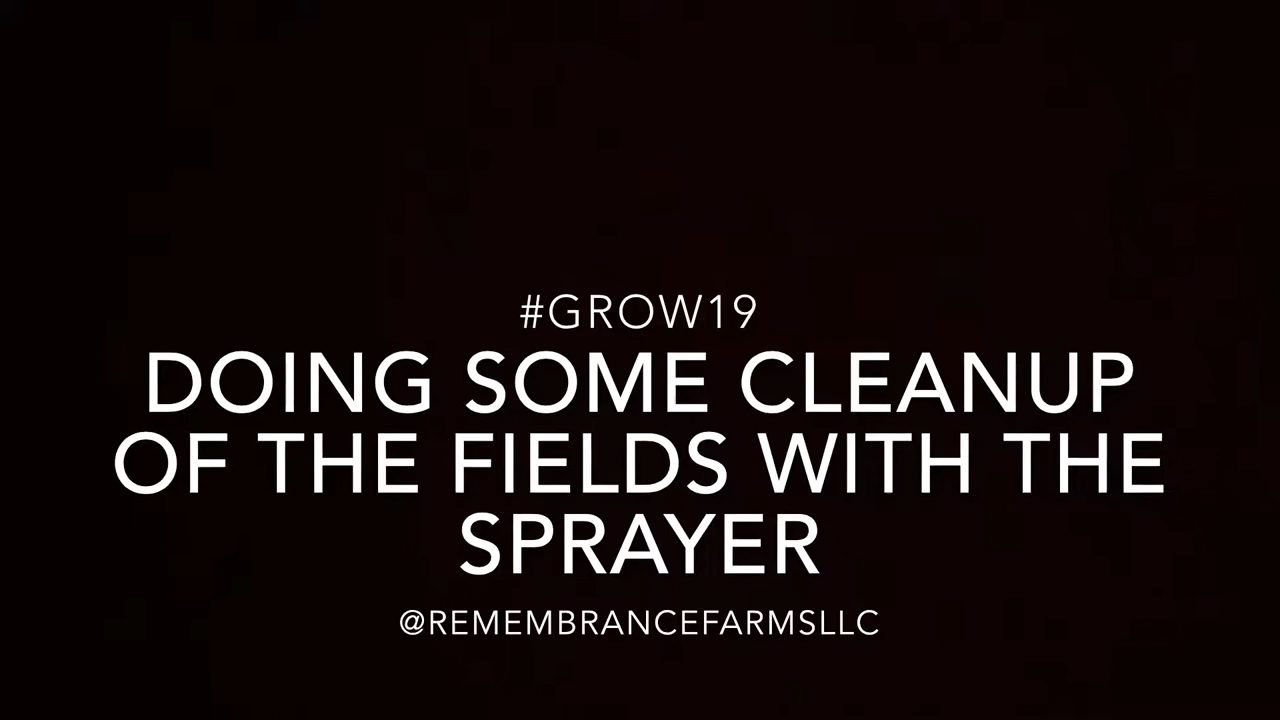 #GROW19
DOING SOME CLEANUP
OF THE FIELDS WITH THE
SPRAYER
@REMEMBRANCEFARMSLLC